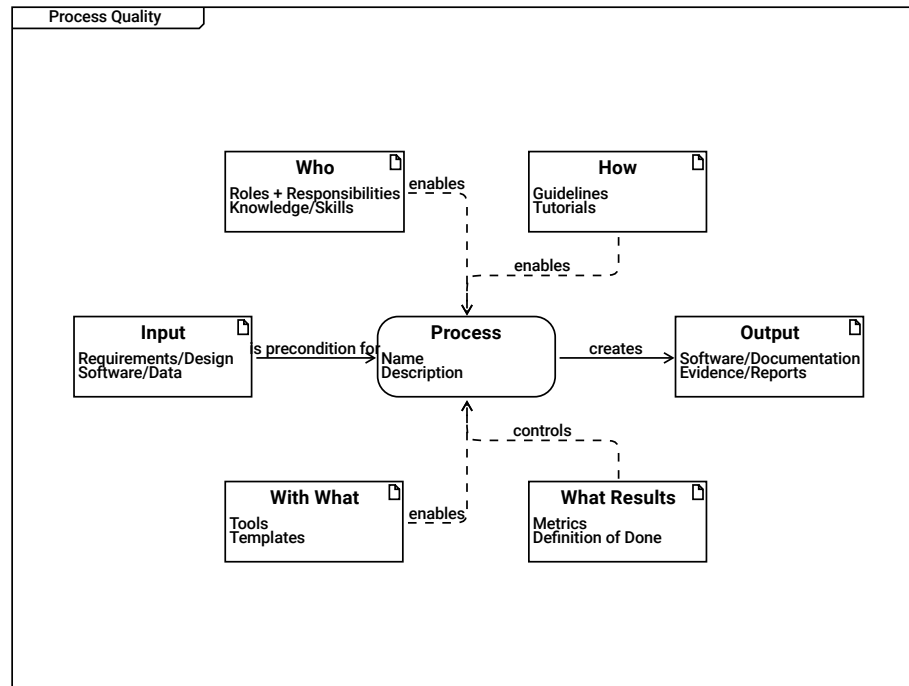 Process Quality
Who
Roles + Responsibilities
Knowledge/Skills
enables
How
Guidelines
Tutorials
enables
Input
Requirements/Design
Software/Data
is precondition for
Process
Name
Description
creates
Output
Software/Documentation
Evidence/Reports
controls
With What
Tools
Templates
enables
What Results
Metrics
Definition of Done